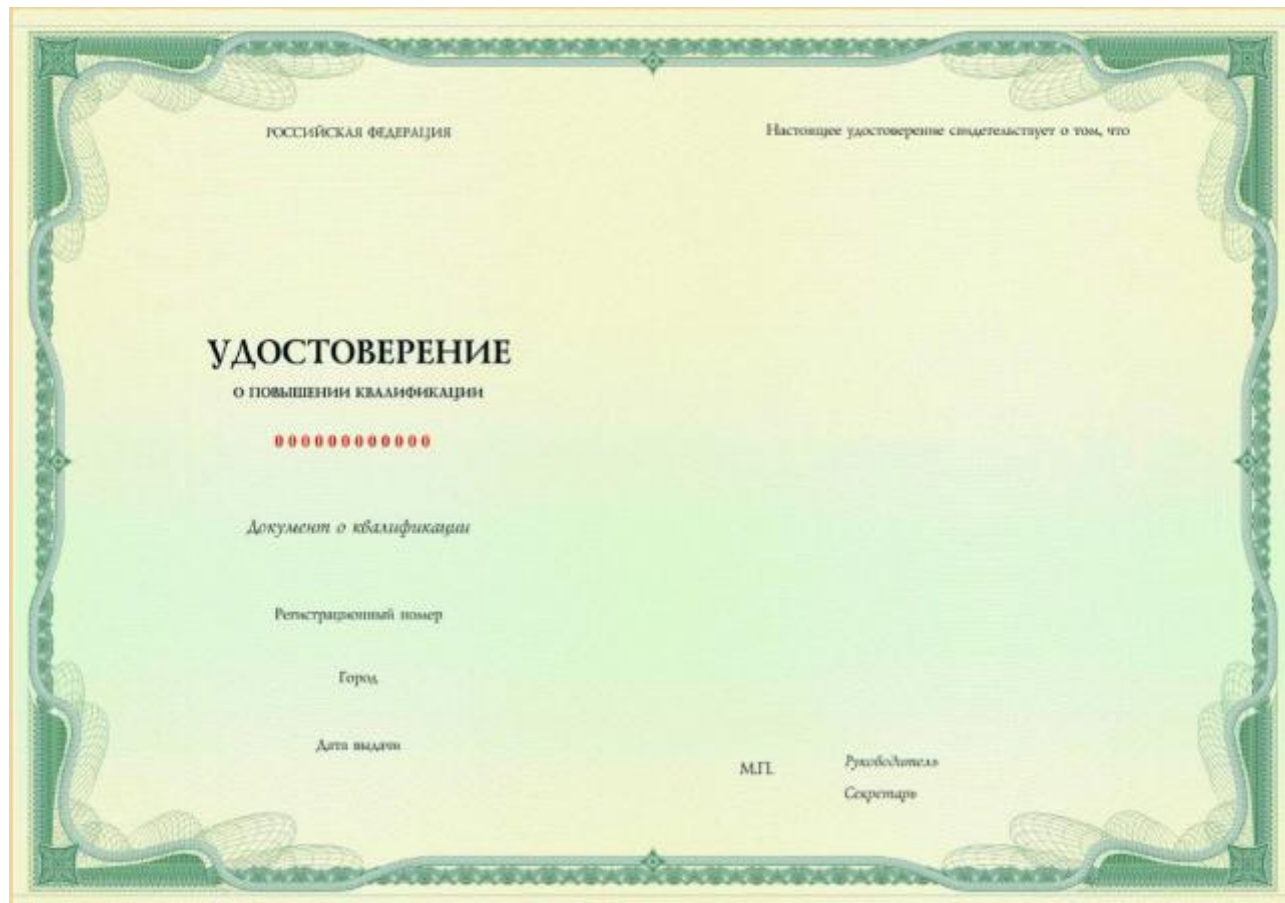 РОССИЙСКАЯ ФЕДЕРАЦИЯ
УДОСТОВЕРЕНИЕ
О ПОВЫШЕНИИ КВАЛИФИКАЦИИ
000000000000
Документ о квалификации
Регистрационный номер
Город
Дата выдачи
Настоящее удостоверение свидетельствует о том, что
М.П.
Руководитель
Секретарь